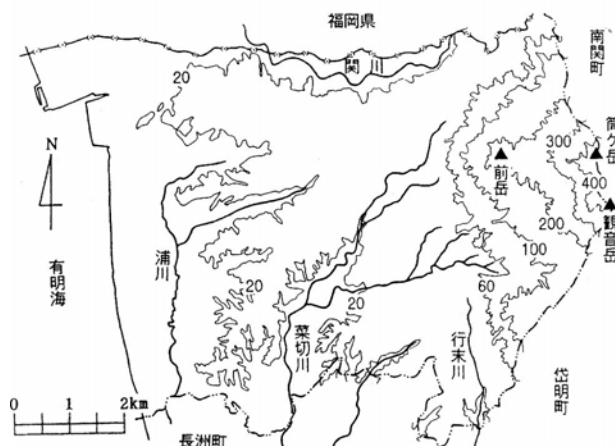 福岡県
関川
南関町
20
筒ケ岳
300
前岳
400
観音岳
N
200
100
有明海
浦川
20
60
20
菜切川
行末川
岱明町
0 1 2km
長洲町